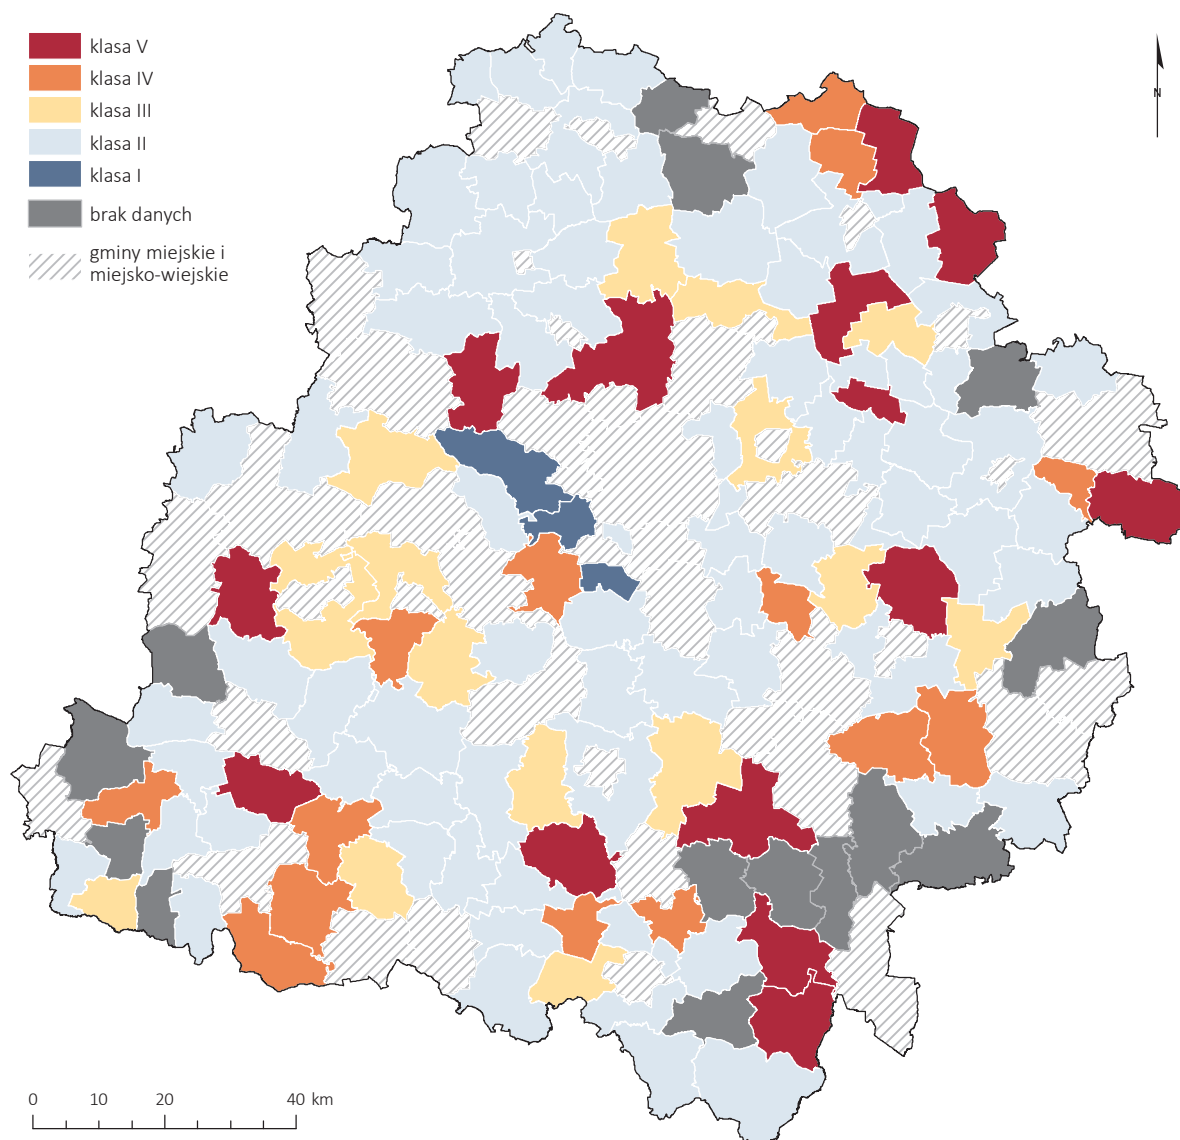 klasa V
klasa IV
klasa III
klasa II
klasa I
brak danych
gminy miejskie i
miejsko-wiejskie
N
0 10 20 40 km